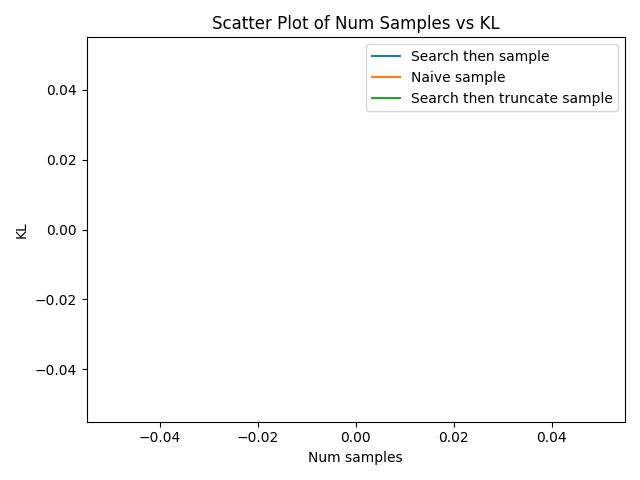 Scatter Plot of Num Samples vs KL
Search then sample
Naive sample
Search then truncate sample
0.04
0.02
0.00
−0.02
−0.04
KL
−0.04 −0.02 0.00 0.02 0.04
Num samples